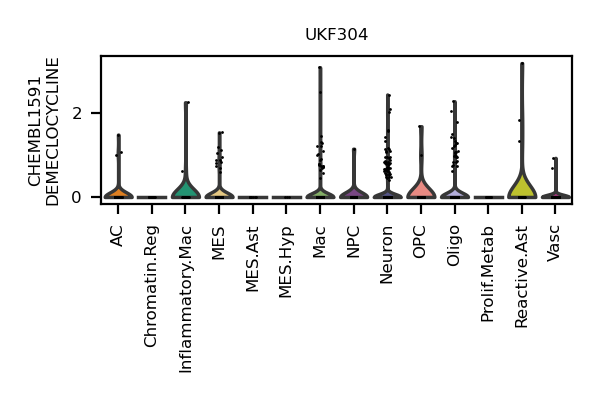 UKF304
CHEMBL1591
DEMECLOCYCLINE
2
0
AC
Chromatin.Reg
Inflammatory.Mac
MES
MES.Ast
MES.Hyp
Mac
NPC
Neuron
OPC
Oligo
Prolif.Metab
Reactive.Ast
Vasc